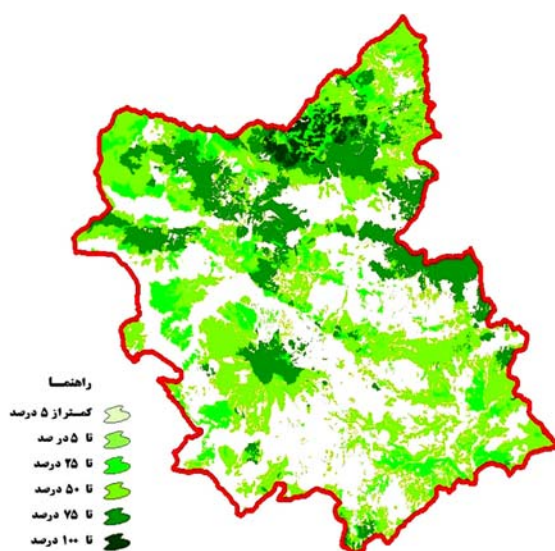 راهنمـــا
کمتر از ۵ درصد
تا ۵ درصد
تا ۲۵ درصد
تا ۵۰ درصد
تا ۷۵ درصد
تا ۱۰۰ درصد